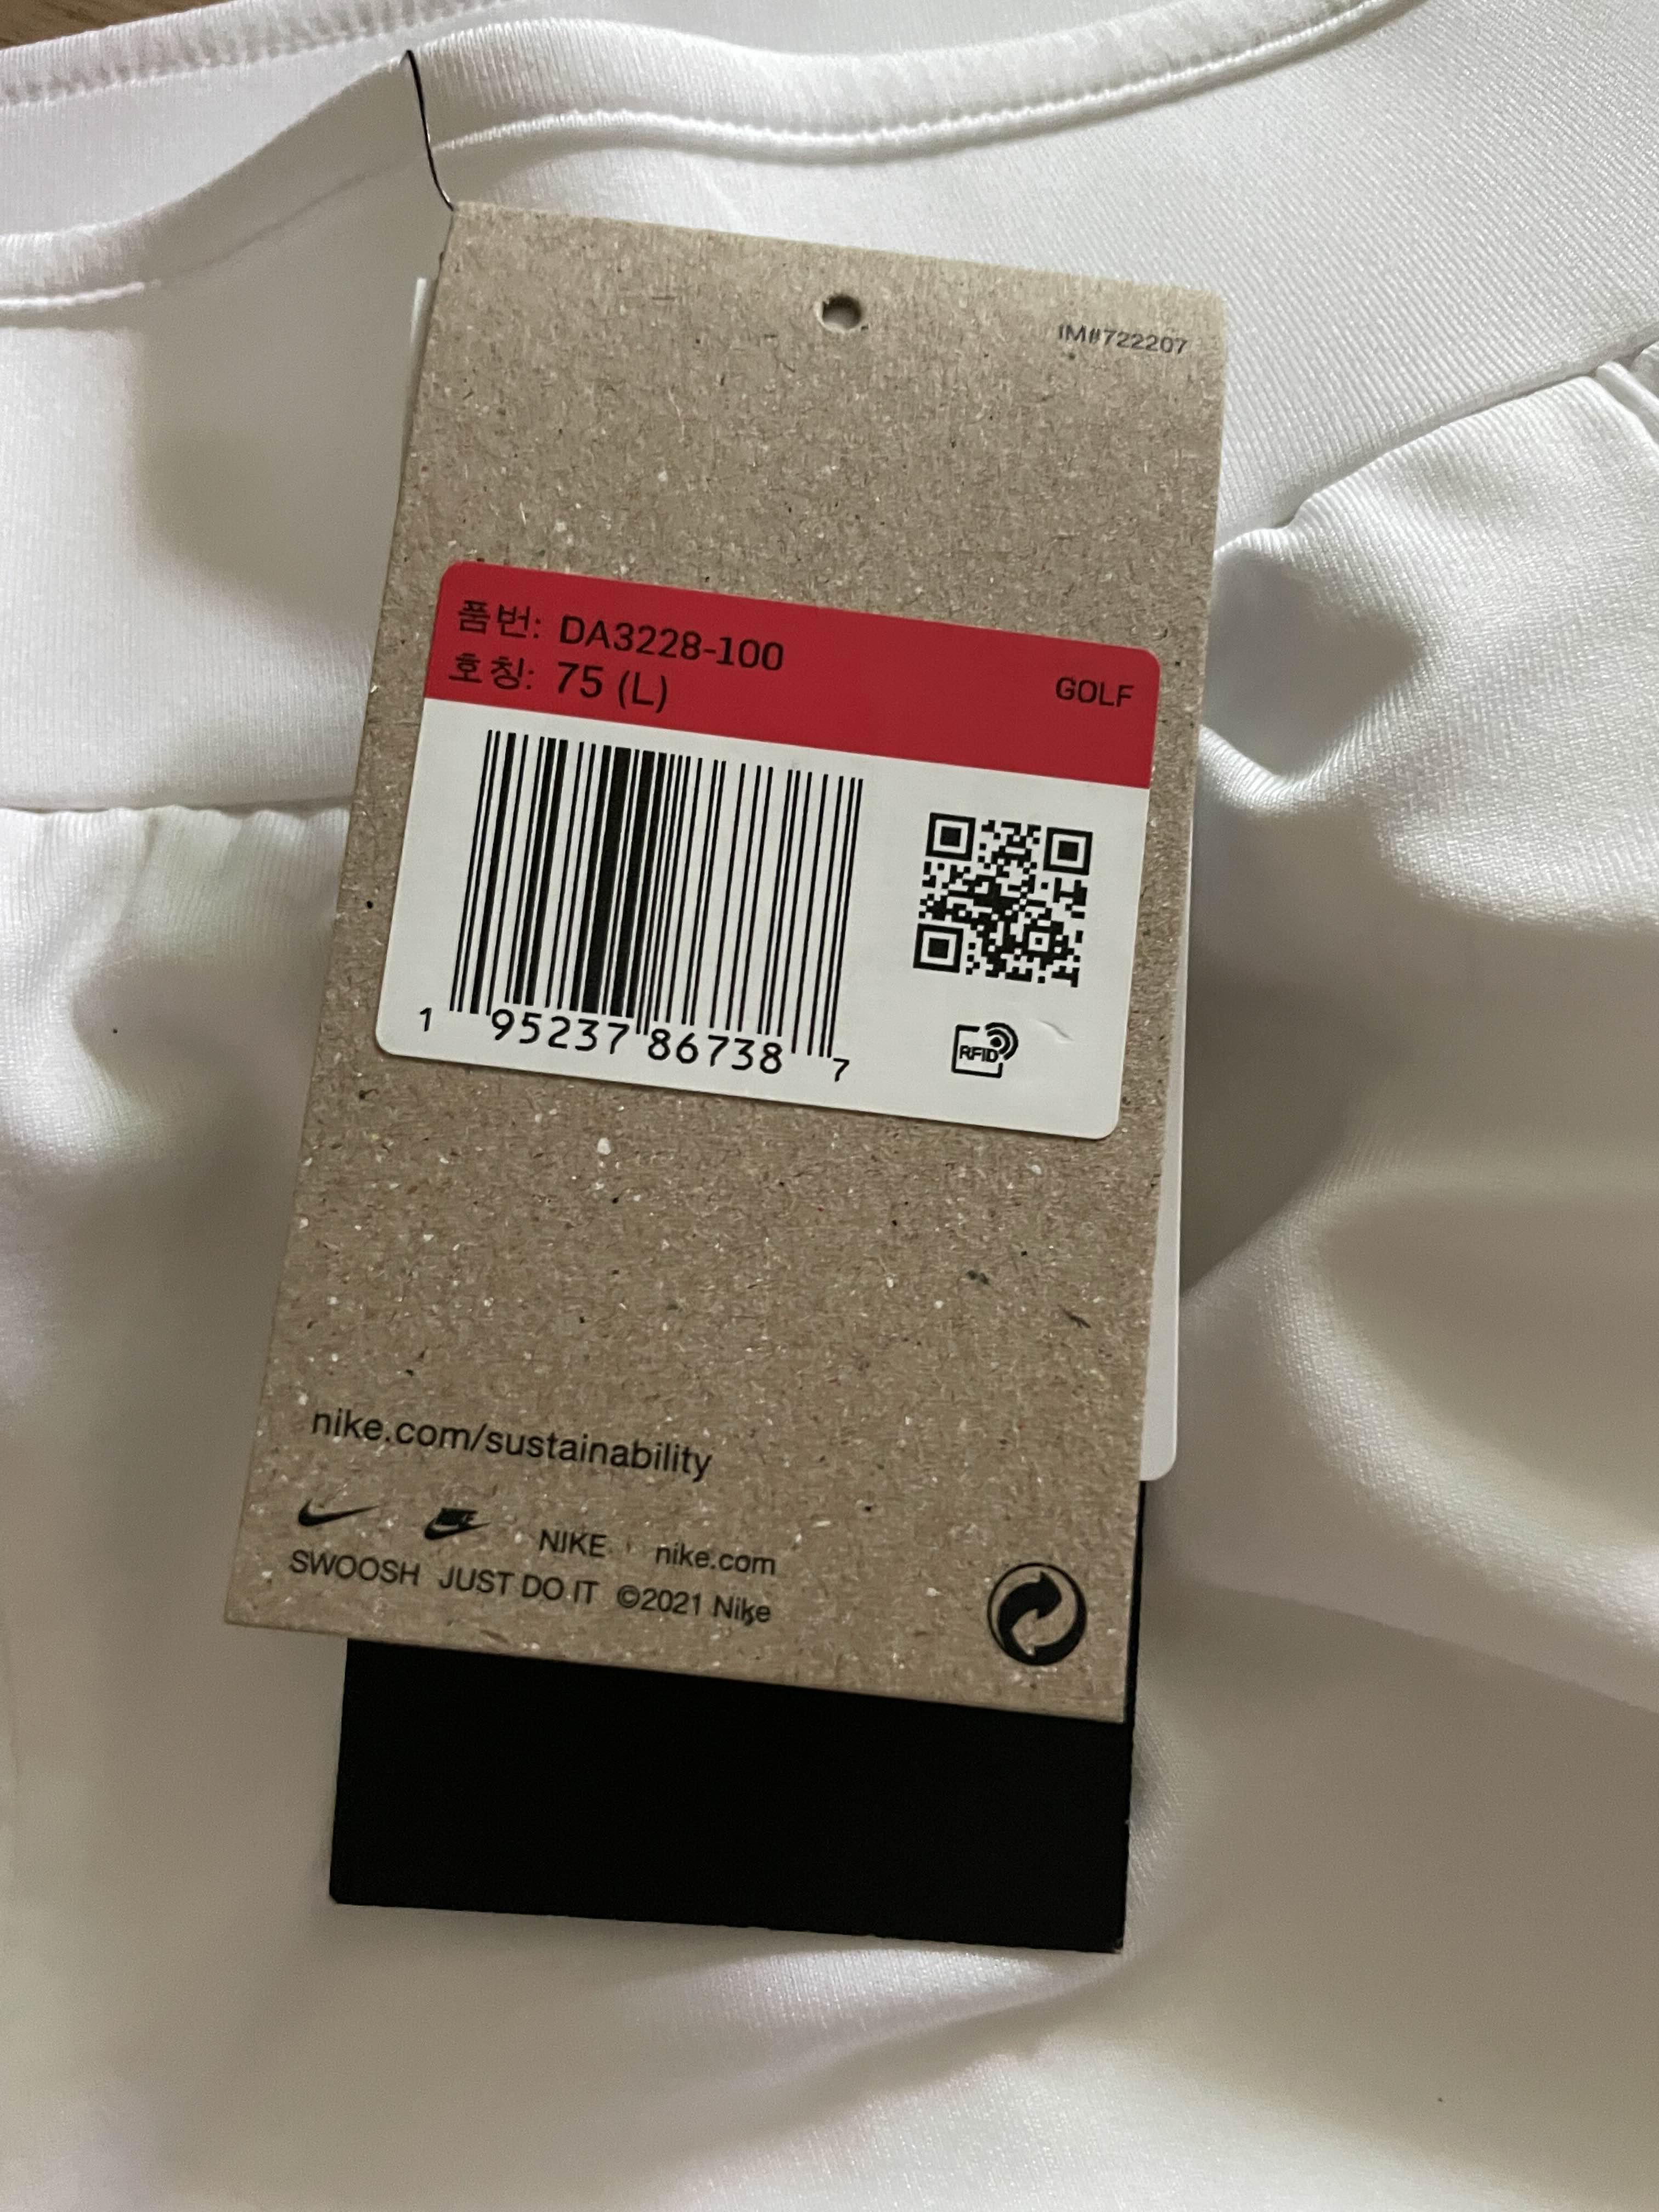 IM#722207
품번: DA3228-100
호칭: 75 (L)
GOLF
1 95237 86738 7
RFID
nike.com/sustainability
NIKE NIKE nike.com
SWOOSH JUST DO IT ©2021 Nike